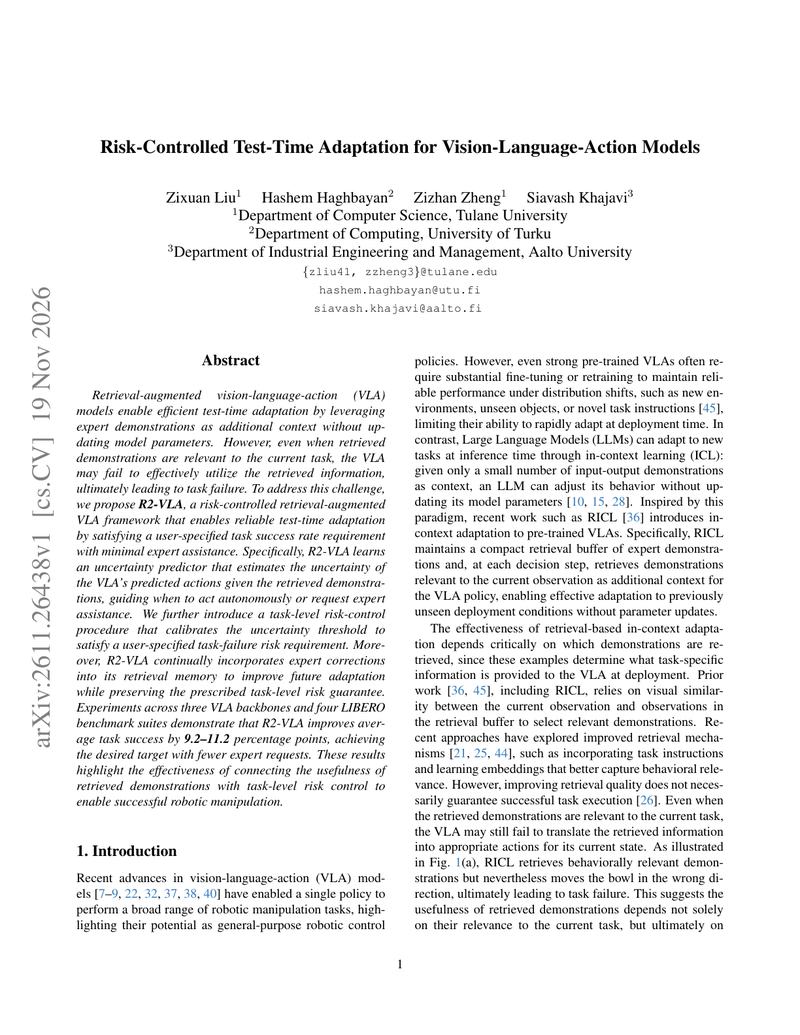 Risk-Controlled Test-Time Adaptation for Vision-Language-Action Models
Zixuan Liu1 Hashem Haghbayan2 Zizhan Zheng1 Siavash Khajavi3
1Department of Computer Science, Tulane University
2Department of Computing, University of Turku
3Department of Industrial Engineering and Management, Aalto University
{zliu41, zzheng3}@tulane.edu
hashem.haghbayan@utu.fi
siavash.khajavi@aalto.fi
arXiv:2611.26438v1 [cs.CV] 19 Nov 2026
Abstract
Retrieval-augmented vision-language-action (VLA)
models enable efficient test-time adaptation by leveraging
expert demonstrations as additional context without up-
dating model parameters. However, even when retrieved
demonstrations are relevant to the current task, the VLA
may fail to effectively utilize the retrieved information,
ultimately leading to task failure. To address this challenge,
we propose R2-VLA, a risk-controlled retrieval-augmented
VLA framework that enables reliable test-time adaptation
by satisfying a user-specified task success rate requirement
with minimal expert assistance. Specifically, R2-VLA learns
an uncertainty predictor that estimates the uncertainty of
the VLA's predicted actions given the retrieved demonstra-
tions, guiding when to act autonomously or request expert
assistance. We further introduce a task-level risk-control
procedure that calibrates the uncertainty threshold to
satisfy a user-specified task-failure risk requirement. More-
over, R2-VLA continually incorporates expert corrections
into its retrieval memory to improve future adaptation
while preserving the prescribed task-level risk guarantee.
Experiments across three VLA backbones and four LIBERO
benchmark suites demonstrate that R2-VLA improves aver-
age task success by 9.2–11.2 percentage points, achieving
the desired target with fewer expert requests. These results
highlight the effectiveness of connecting the usefulness of
retrieved demonstrations with task-level risk control to
enable successful robotic manipulation.
1. Introduction
Recent advances in vision-language-action (VLA) mod-
els [7–9, 22, 32, 37, 38, 40] have enabled a single policy to
perform a broad range of robotic manipulation tasks, high-
lighting their potential as general-purpose robotic control
policies. However, even strong pre-trained VLAs often re-
quire substantial fine-tuning or retraining to maintain reli-
able performance under distribution shifts, such as new en-
vironments, unseen objects, or novel task instructions [45],
limiting their ability to rapidly adapt at deployment time. In
contrast, Large Language Models (LLMs) can adapt to new
tasks at inference time through in-context learning (ICL):
given only a small number of input-output demonstrations
as context, an LLM can adjust its behavior without up-
dating its model parameters [10, 15, 28]. Inspired by this
paradigm, recent work such as RICL [36] introduces in-
context adaptation to pre-trained VLAs. Specifically, RICL
maintains a compact retrieval buffer of expert demonstra-
tions and, at each decision step, retrieves demonstrations
relevant to the current observation as additional context for
the VLA policy, enabling effective adaptation to previously
unseen deployment conditions without parameter updates.
The effectiveness of retrieval-based in-context adapta-
tion depends critically on which demonstrations are re-
trieved, since these examples determine what task-specific
information is provided to the VLA at deployment. Prior
work [36, 45], including RICL, relies on visual similar-
ity between the current observation and observations in
the retrieval buffer to select relevant demonstrations. Re-
cent approaches have explored improved retrieval mecha-
nisms [21, 25, 44], such as incorporating task instructions
and learning embeddings that better capture behavioral rele-
vance. However, improving retrieval quality does not neces-
sarily guarantee successful task execution [26]. Even when
the retrieved demonstrations are relevant to the current task,
the VLA may still fail to translate the retrieved information
into appropriate actions for its current state. As illustrated
in Fig. 1(a), RICL retrieves behaviorally relevant demon-
strations but nevertheless moves the bowl in the wrong di-
rection, ultimately leading to task failure. This suggests the
usefulness of retrieved demonstrations depends not solely
on their relevance to the current task, but ultimately on
1